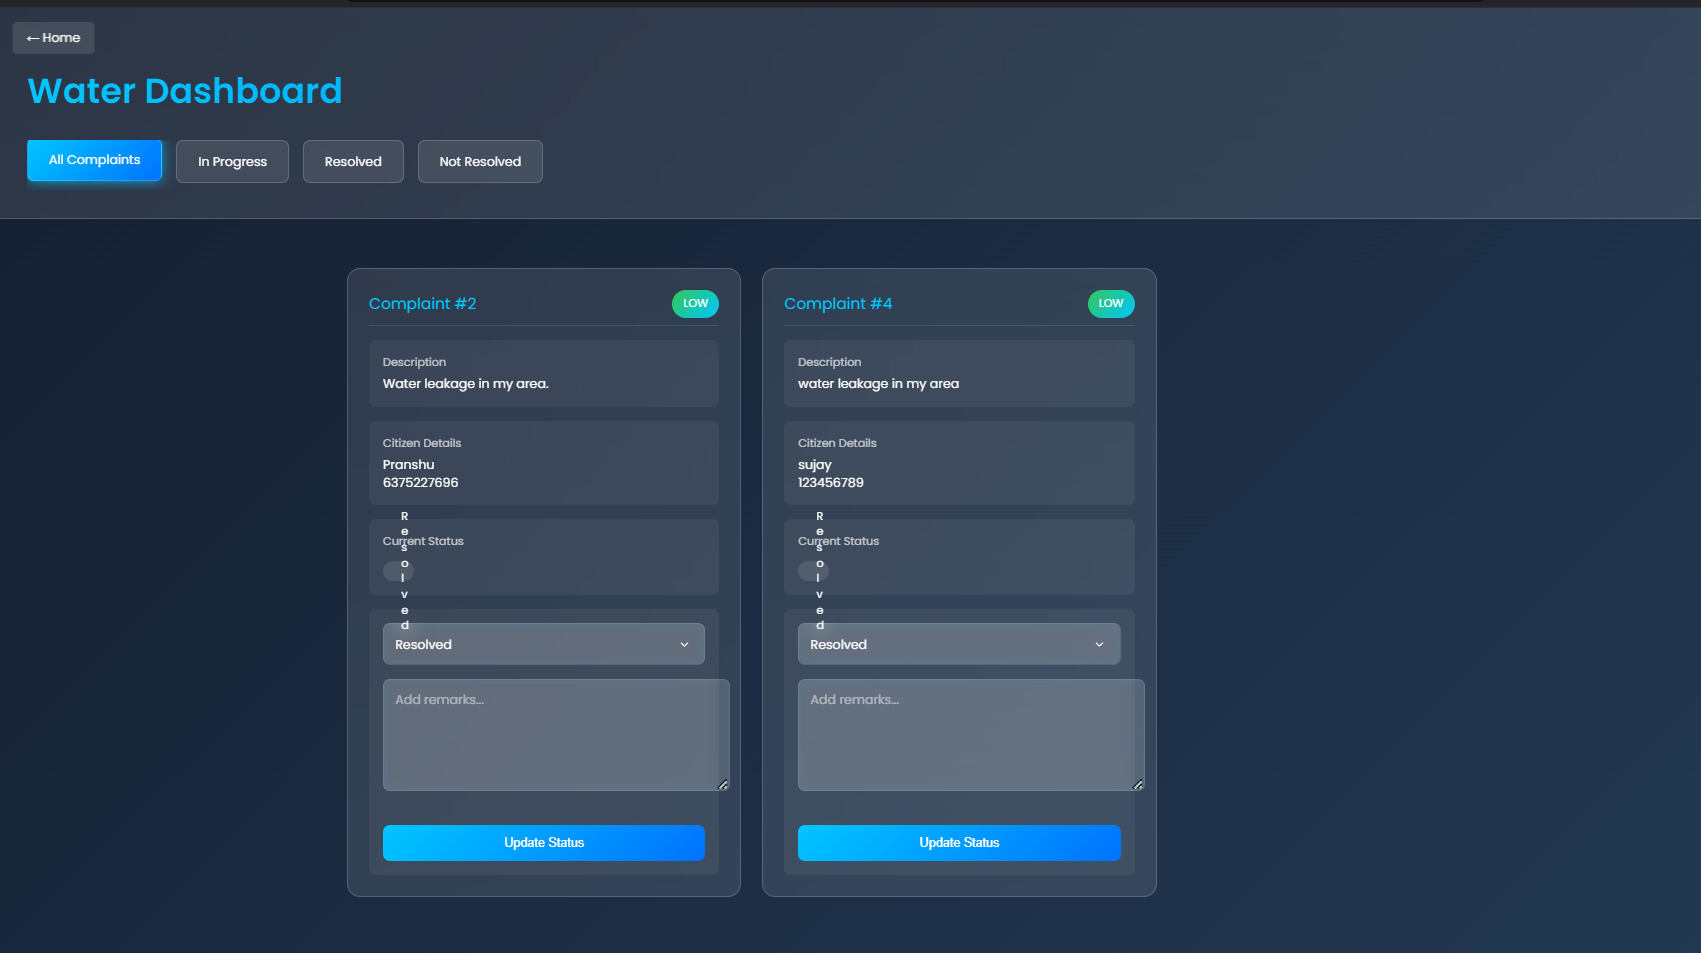 ← Home
Water Dashboard
All Complaints
In Progress
Resolved
Not Resolved
Complaint #2
LOW
Description
Water leakage in my area.
Citizen Details
Pranshu
6375227696
Current Status
R
e
s
o
l
v
e
d
Resolved
Add remarks...
Update Status
Complaint #4
LOW
Description
water leakage in my area
Citizen Details
sujay
123456789
Current Status
R
e
s
o
l
v
e
d
Resolved
Add remarks...
Update Status